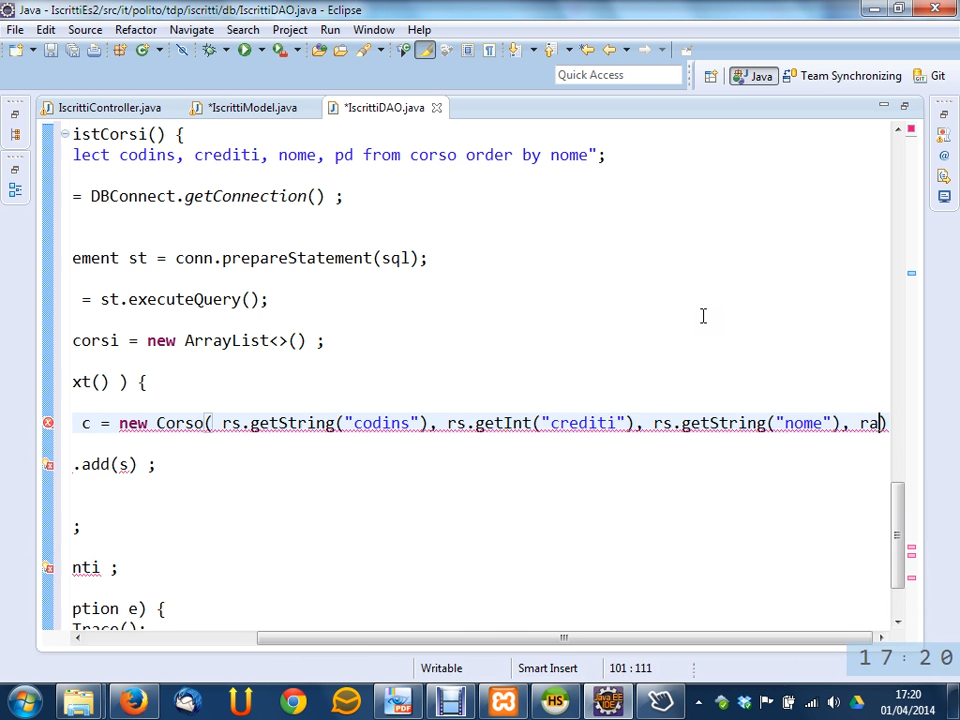 Java - IscrittiEs2/src/it/polito/tdp/iscritti/db/IscrittiDAO.java - Eclipse
File Edit Source Refactor Navigate Search Project Run Window Help
Quick Access Java Team Synchronizing Git
IscrittiController.java *IscrittiModel.java *IscrittiDAO.java
istCorsi() {
lect codins, crediti, nome, pd from corso order by nome";
= DBConnect.getConnection() ;
ement st = conn.prepareStatement(sql);
= st.executeQuery();
corsi = new ArrayList<>() ;
xt() ) {
c = new Corso( rs.getString("codins"), rs.getInt("crediti"), rs.getString("nome"), ra)
.add(s) ;
;
nti ;
ption e) {
Trace();
Writable Smart Insert 101 : 111
17:20
17:20
01/04/2014